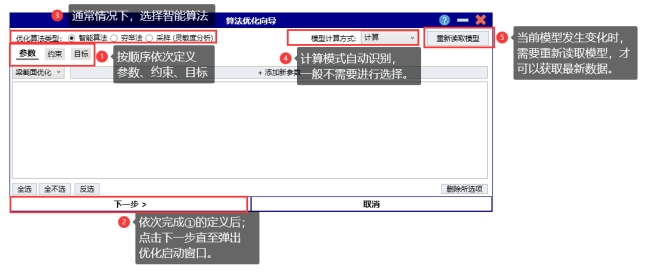 3 通常情况下，选择智能算法
算法优化向导
优化算法类型： 智能算法 穷举法 采样 (灵敏度分析)
模型计算方式： 计算
重新读取模型
参数 约束 目标
梁截面优化
+ 添加新参数
1 按顺序依次定义
参数、约束、目标
4 计算模式自动识别，
一般不需要进行选择。
5 当前模型发生变化时，
需要重新读取模型，才
可以获取最新数据。
全选 全不选 反选
删除所选项
下一步 >
取消
2 依次完成①的定义后；
点击下一步直至弹出
优化启动窗口。